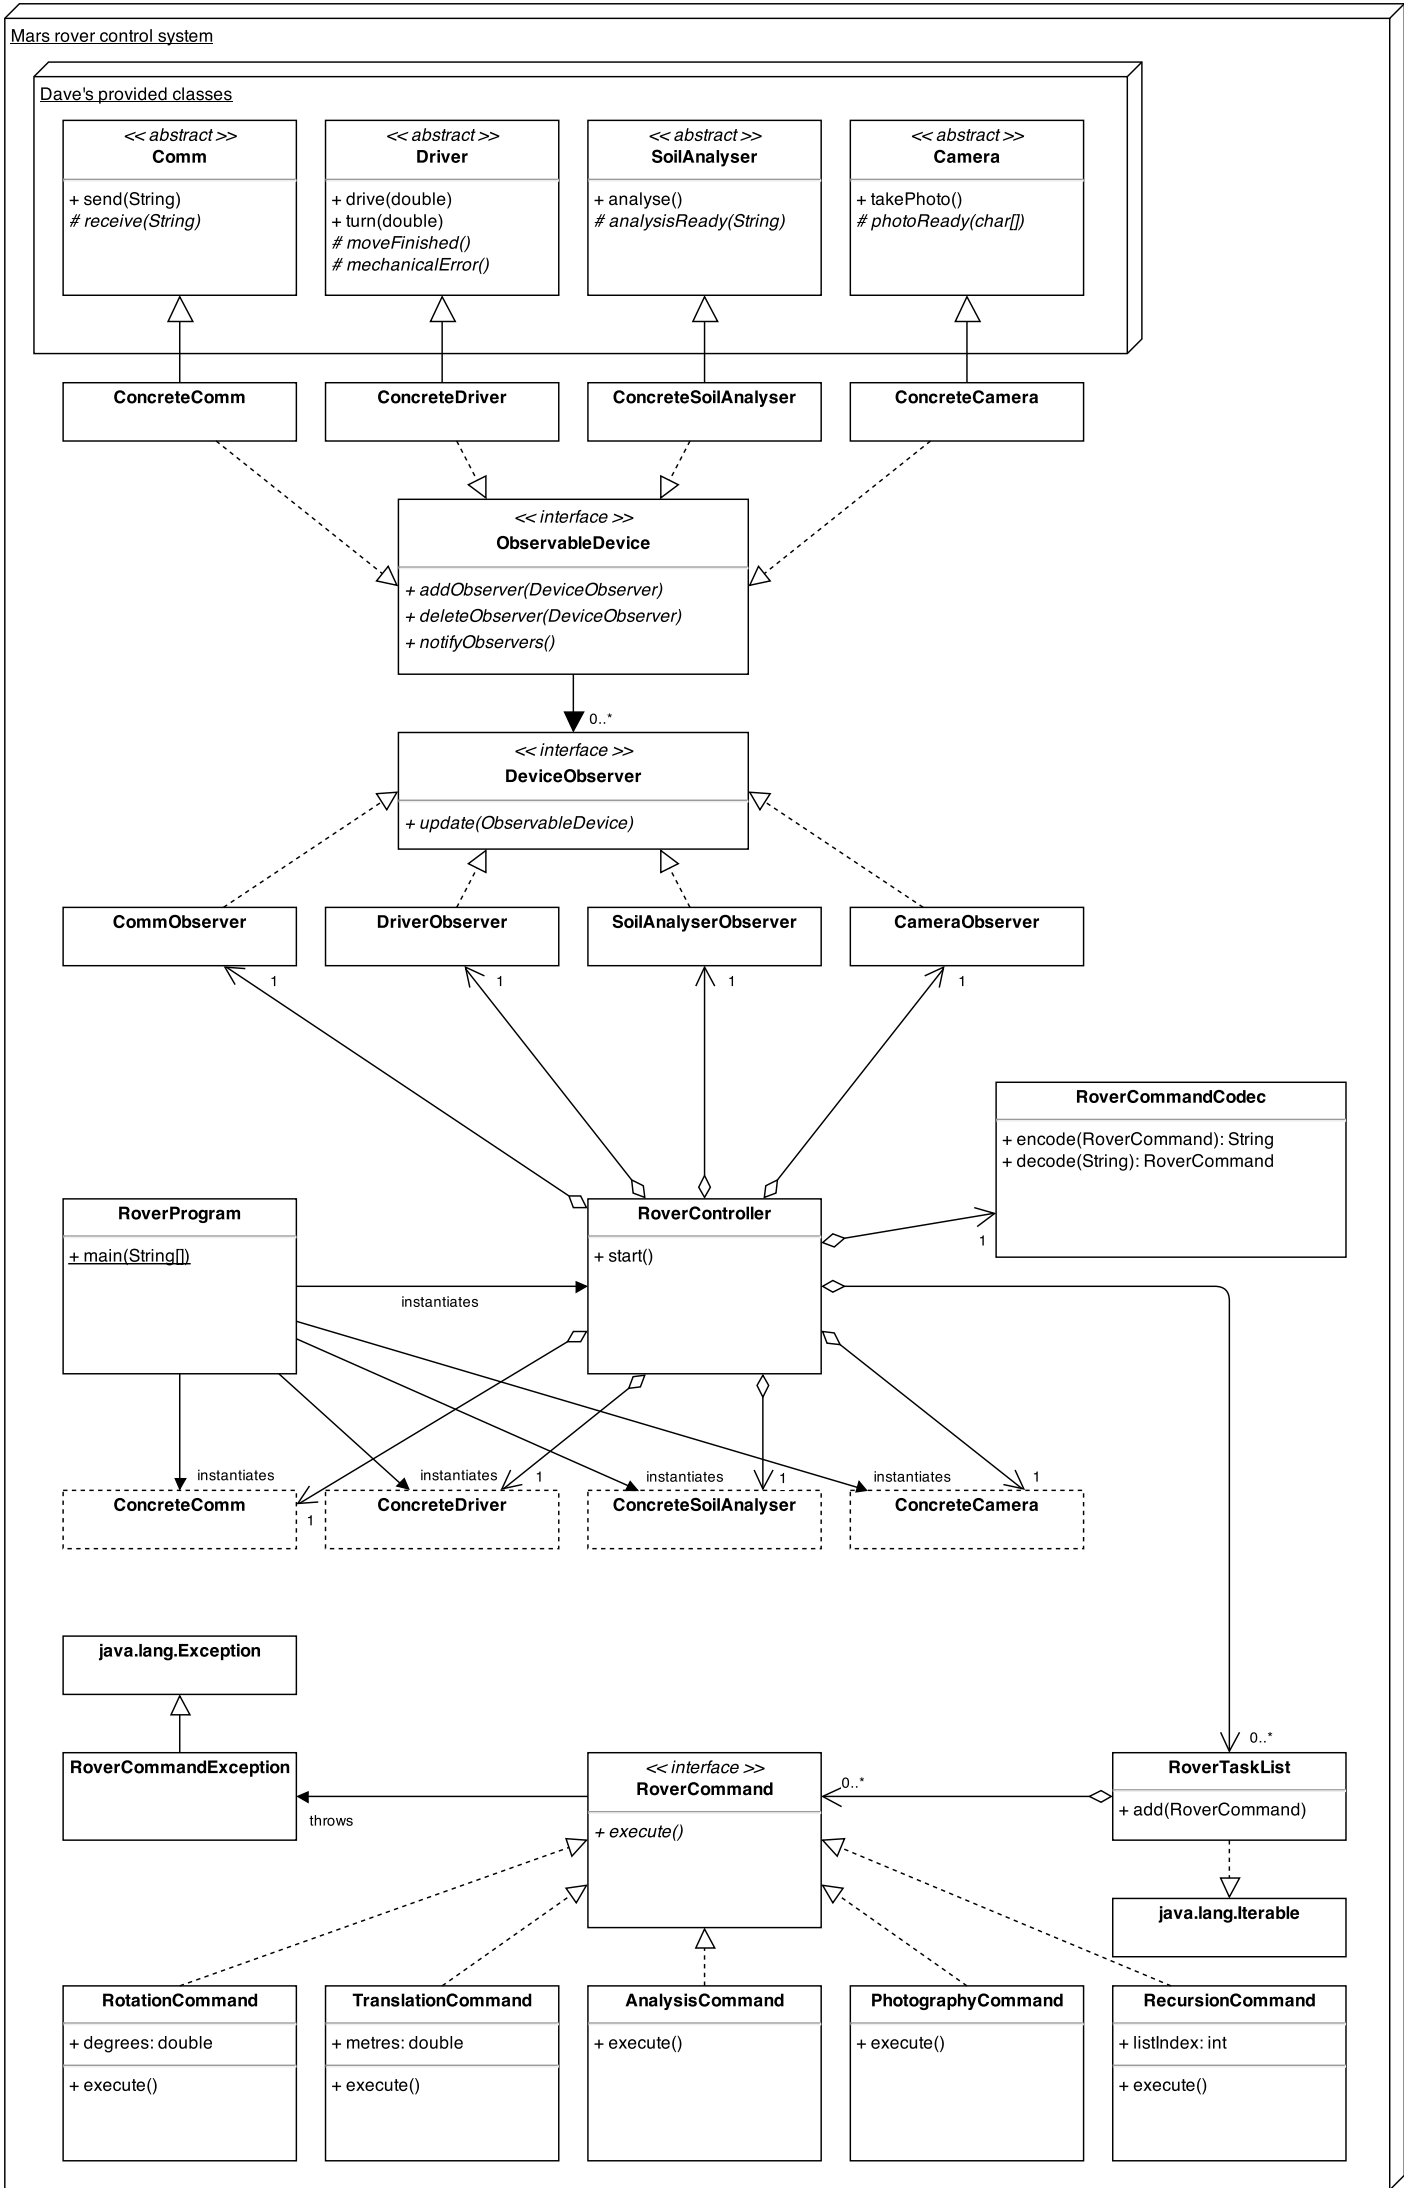 Mars rover control system
Dave's provided classes
<< abstract >>
Comm
+ send(String)
# receive(String)
<< abstract >>
Driver
+ drive(double)
+ turn(double)
# moveFinished()
# mechanicalError()
<< abstract >>
SoilAnalyser
+ analyse()
# analysisReady(String)
<< abstract >>
Camera
+ takePhoto()
# photoReady(char[])
ConcreteComm
ConcreteDriver
ConcreteSoilAnalyser
ConcreteCamera
<< interface >>
ObservableDevice
+ addObserver(DeviceObserver)
+ deleteObserver(DeviceObserver)
+ notifyObservers()
0..*
<< interface >>
DeviceObserver
+ update(ObservableDevice)
CommObserver
DriverObserver
SoilAnalyserObserver
CameraObserver
1
1
1
1
RoverCommandCodec
+ encode(RoverCommand): String
+ decode(String): RoverCommand
1
RoverProgram
+ main(String[])
instantiates
RoverController
+ start()
instantiates
instantiates
1
instantiates
1
instantiates
1
ConcreteComm
1
ConcreteDriver
ConcreteSoilAnalyser
ConcreteCamera
java.lang.Exception
RoverCommandException
throws
<< interface >>
RoverCommand
+ execute()
0..*
0..*
RoverTaskList
+ add(RoverCommand)
java.lang.Iterable
RotationCommand
+ degrees: double
+ execute()
TranslationCommand
+ metres: double
+ execute()
AnalysisCommand
+ execute()
PhotographyCommand
+ execute()
RecursionCommand
+ listIndex: int
+ execute()